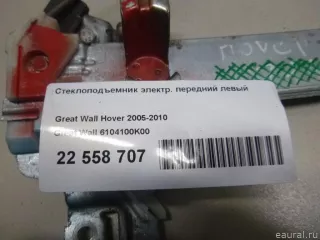 Стеклоподъемник электр. передний левый
Great Wall Hover 2005-2010
Great Wall 6104100K00
22 558 707
eaural.ru